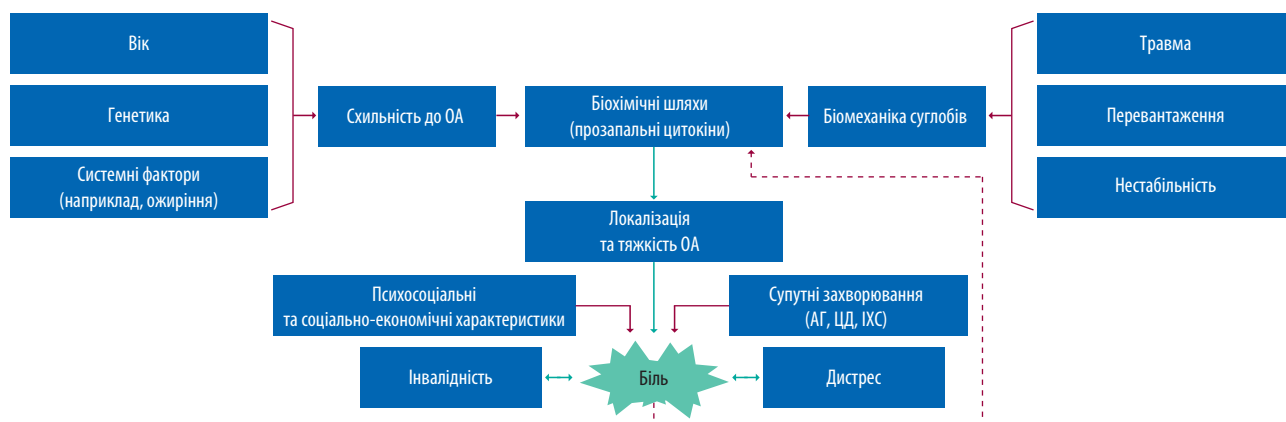 Вік
Генетика
Системні фактори
(наприклад, ожиріння)
Схильність до ОА
Біохімічні шляхи
(прозапальні цитокіни)
Біомеханіка суглобів
Травма
Перевантаження
Нестабільність
Локалізація
та тяжкість ОА
Психосоціальні
та соціально-економічні характеристики
Супутні захворювання
(АГ, ЦД, ІХС)
Інвалідність
Біль
Дистрес